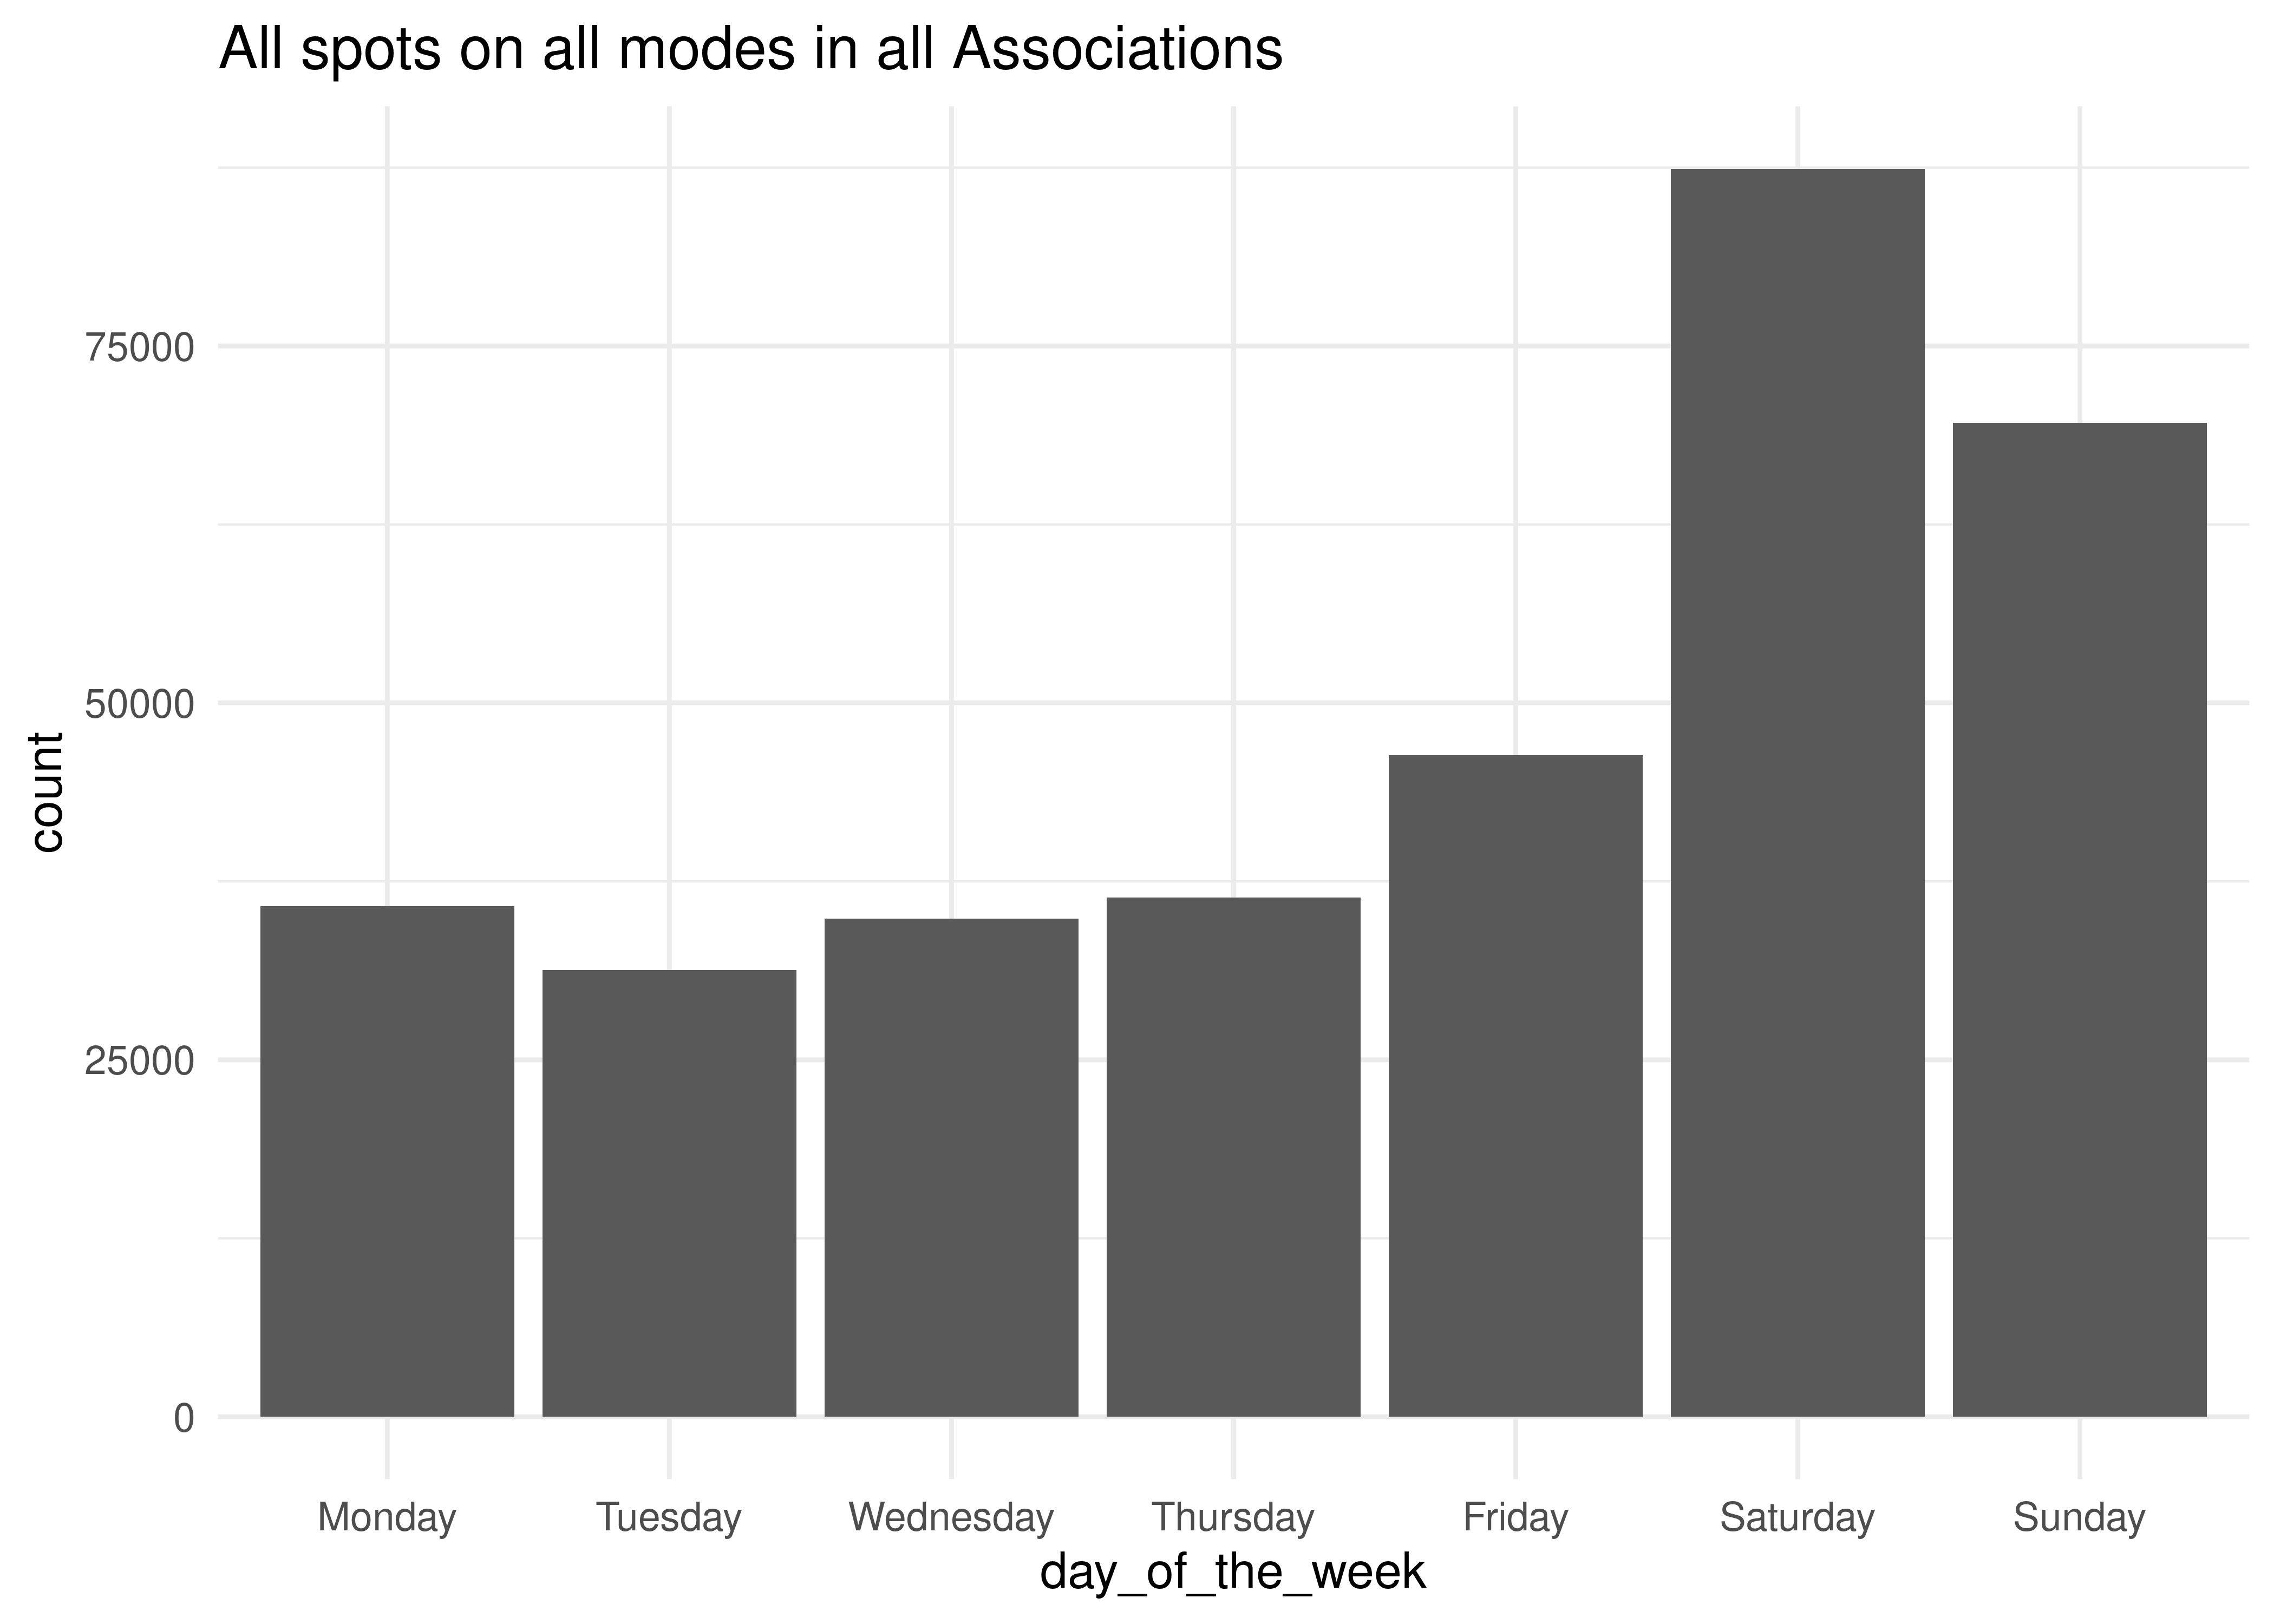 All spots on all modes in all Associations
count
75000
50000
25000
0
Monday Tuesday Wednesday Thursday Friday Saturday Sunday
day_of_the_week